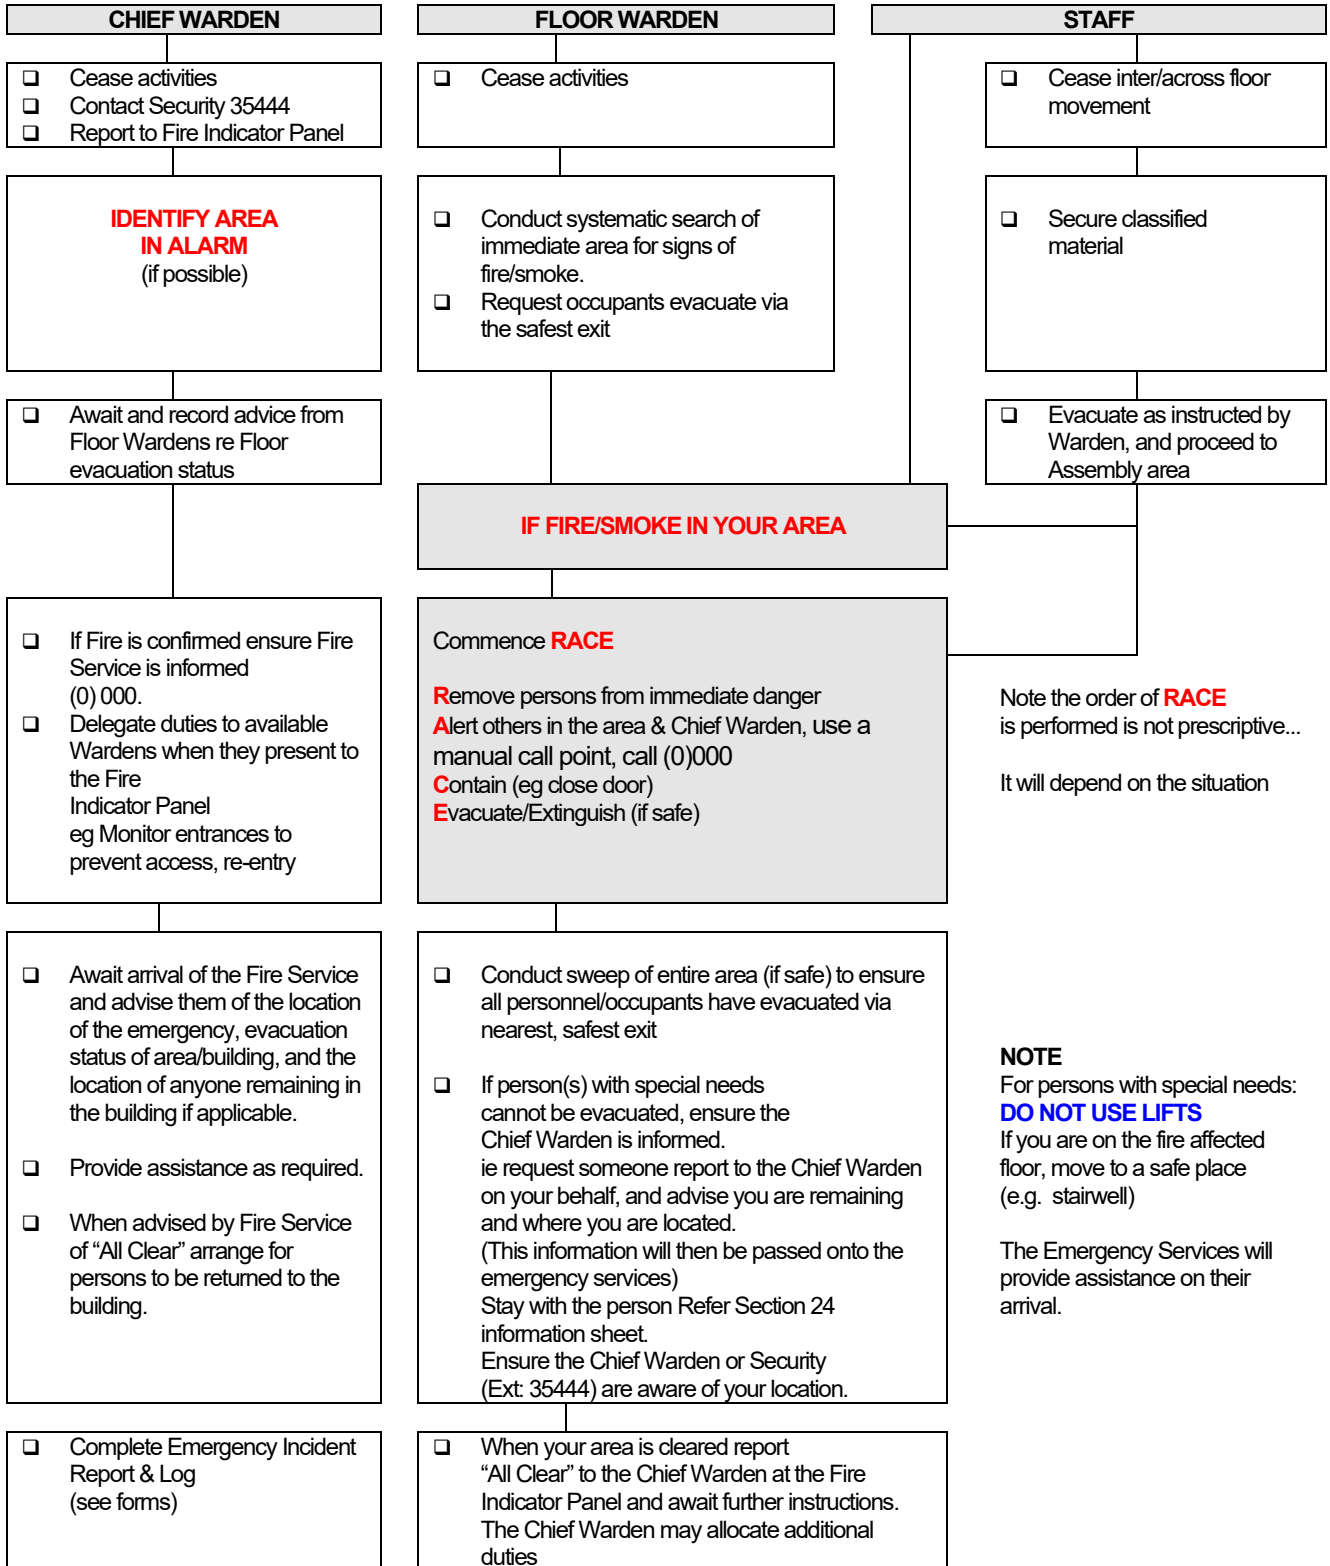 CHIEF WARDEN
❑ Cease activities
❑ Contact Security 35444
❑ Report to Fire Indicator Panel
IDENTIFY AREA
IN ALARM
(if possible)
❑ Await and record advice from
Floor Wardens re Floor
evacuation status
❑ If Fire is confirmed ensure Fire
Service is informed
(0) 000.
❑ Delegate duties to available
Wardens when they present to
the Fire
Indicator Panel
eg Monitor entrances to
prevent access, re-entry
❑ Await arrival of the Fire Service
and advise them of the location
of the emergency, evacuation
status of area/building, and the
location of anyone remaining in
the building if applicable.
❑ Provide assistance as required.
❑ When advised by Fire Service
of “All Clear” arrange for
persons to be returned to the
building.
❑ Complete Emergency Incident
Report & Log
(see forms)
FLOOR WARDEN
❑ Cease activities
❑ Conduct systematic search of
immediate area for signs of
fire/smoke.
❑ Request occupants evacuate via
the safest exit
IF FIRE/SMOKE IN YOUR AREA
Commence RACE
Remove persons from immediate danger
Alert others in the area & Chief Warden, use a
manual call point, call (0)000
Contain (eg close door)
Evacuate/Extinguish (if safe)
❑ Conduct sweep of entire area (if safe) to ensure
all personnel/occupants have evacuated via
nearest, safest exit
❑ If person(s) with special needs
cannot be evacuated, ensure the
Chief Warden is informed.
ie request someone report to the Chief Warden
on your behalf, and advise you are remaining
and where you are located.
(This information will then be passed onto the
emergency services)
Stay with the person Refer Section 24
information sheet.
Ensure the Chief Warden or Security
(Ext: 35444) are aware of your location.
❑ When your area is cleared report
“All Clear” to the Chief Warden at the Fire
Indicator Panel and await further instructions.
The Chief Warden may allocate additional
duties
STAFF
❑ Cease inter/across floor
movement
❑ Secure classified
material
❑ Evacuate as instructed by
Warden, and proceed to
Assembly area
Note the order of RACE
is performed is not prescriptive...
It will depend on the situation
NOTE
For persons with special needs:
DO NOT USE LIFTS
If you are on the fire affected
floor, move to a safe place
(e.g. stairwell)
The Emergency Services will
provide assistance on their
arrival.